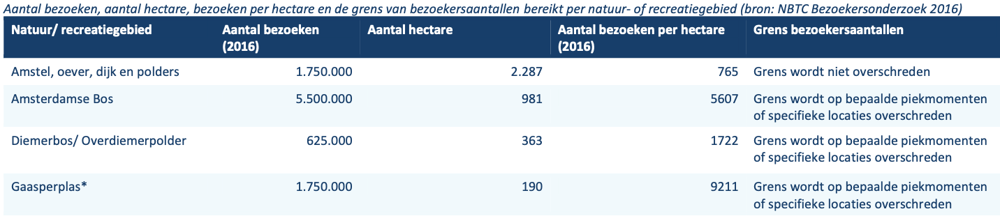 Aantal bezoeken, aantal hectare, bezoeken per hectare en de grens van bezoekersaantallen bereikt per natuur- of recreatiegebied (bron: NBTC Bezoekersonderzoek 2016)
Natuur/ recreatiegebied Aantal bezoeken Aantal hectare Aantal bezoeken per hectare Grens bezoekersaantallen
(2016) (2016)
Amstel, oever, dijk en polders 1.750.000 2.287 765 Grens wordt niet overschreden
Amsterdamse Bos 5.500.000 981 5607 Grens wordt op bepaalde piekmomenten
of specifieke locaties overschreden
Diemerbos/ Overdiemerpolder 625.000 363 1722 Grens wordt op bepaalde piekmomenten
of specifieke locaties overschreden
Gaasperplas* 1.750.000 190 9211 Grens wordt op bepaalde piekmomenten
of specifieke locaties overschreden